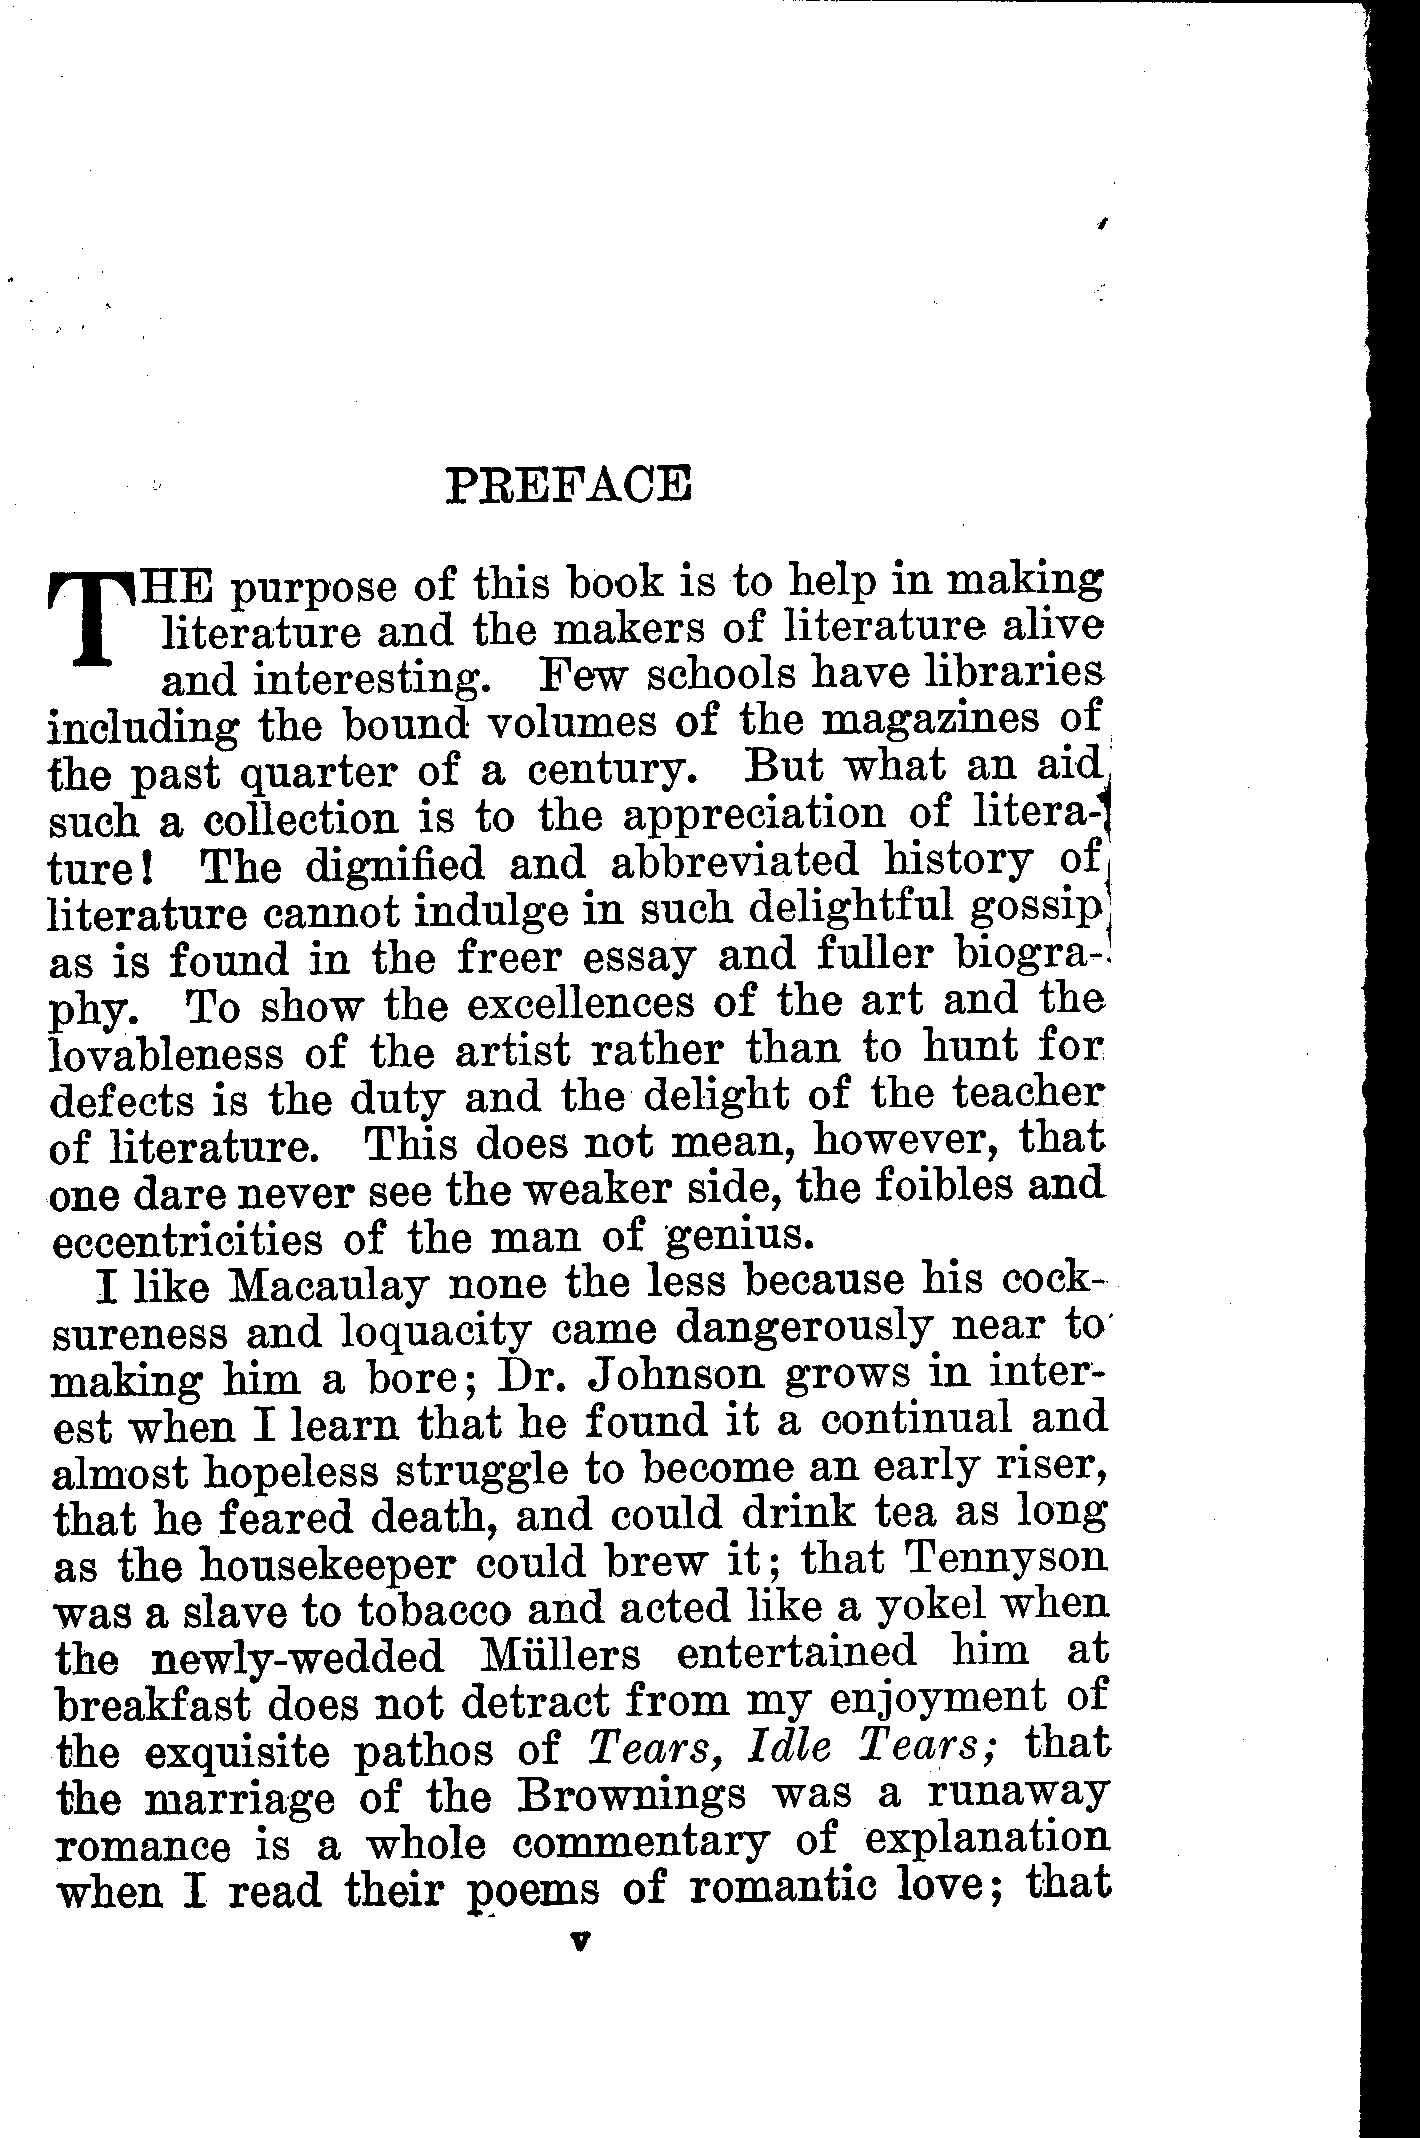 PREFACE
THE purpose of this book is to help in making
literature and the makers of literature alive
and interesting. Few schools have libraries
including the bound volumes of the magazines of
the past quarter of a century. But what an aid
such a collection is to the appreciation of litera-
ture! The dignified and abbreviated history of
literature cannot indulge in such delightful gossip
as is found in the freer essay and fuller biogra-
phy. To show the excellences of the art and the
lovableness of the artist rather than to hunt for
defects is the duty and the delight of the teacher
of literature. This does not mean, however, that
one dare never see the weaker side, the foibles and
eccentricities of the man of genius.
I like Macaulay none the less because his cock-
sureness and loquacity came dangerously near to
making him a bore; Dr. Johnson grows in inter-
est when I learn that he found it a continual and
almost hopeless struggle to become an early riser,
that he feared death, and could drink tea as long
as the housekeeper could brew it; that Tennyson
was a slave to tobacco and acted like a yokel when
the newly-wedded Müllers entertained him at
breakfast does not detract from my enjoyment of
the exquisite pathos of Tears, Idle Tears; that
the marriage of the Brownings was a runaway
romance is a whole commentary of explanation
when I read their poems of romantic love; that
v